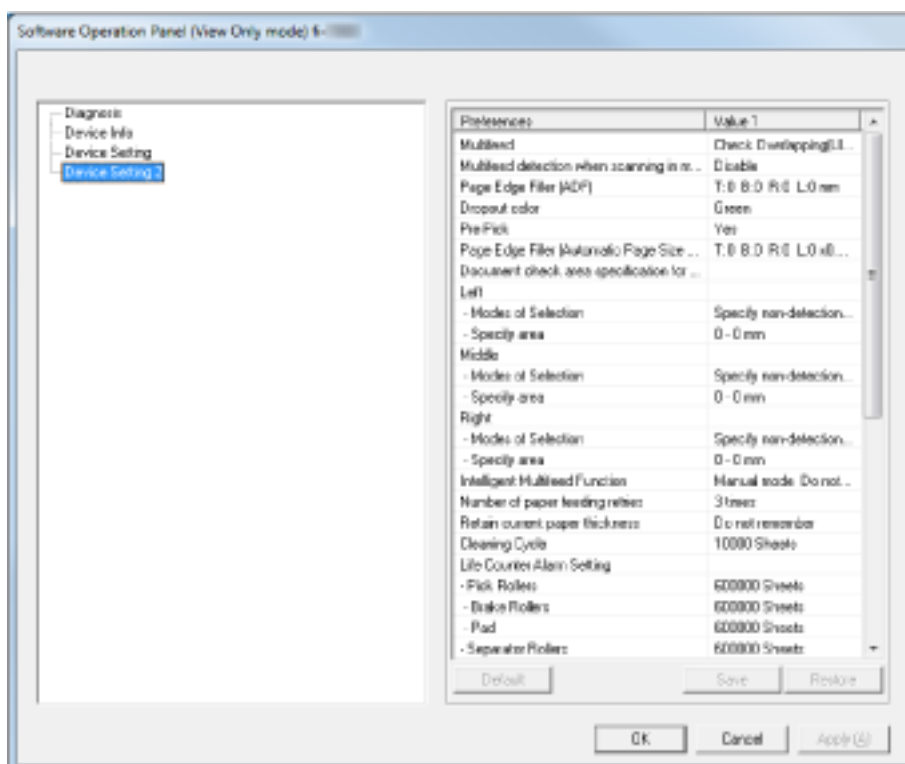 Software Operation Panel (View Only mode) fi-
Diagnosis
Device Info
Device Setting
Device Setting 2
Preferences Value 1
Multifeed Check Overlapping(Ul...
Multifeed detection when scanning in m... Disable
Page Edge Filler (ADF) T:0 B:0 R:0 L:0 mm
Dropout color Green
Pre Pick Yes
Page Edge Filler (Automatic Page Size ... T:0 B:0 R:0 L:0 x0...
Document check area specification for ...
Left
- Modes of Selection Specify non-detection...
- Specify area 0 - 0 mm
Middle
- Modes of Selection Specify non-detection...
- Specify area 0 - 0 mm
Right
- Modes of Selection Specify non-detection...
- Specify area 0 - 0 mm
Intelligent Multifeed Function Manual mode: Do not...
Number of paper feeding retries 3 times
Retain current paper thickness Do not remember
Cleaning Cycle 10000 Sheets
Life Counter Alarm Setting
- Pick Rollers 600000 Sheets
- Brake Rollers 600000 Sheets
- Pad 600000 Sheets
- Separator Rollers 600000 Sheets
Default Save Restore
OK Cancel Apply (A)